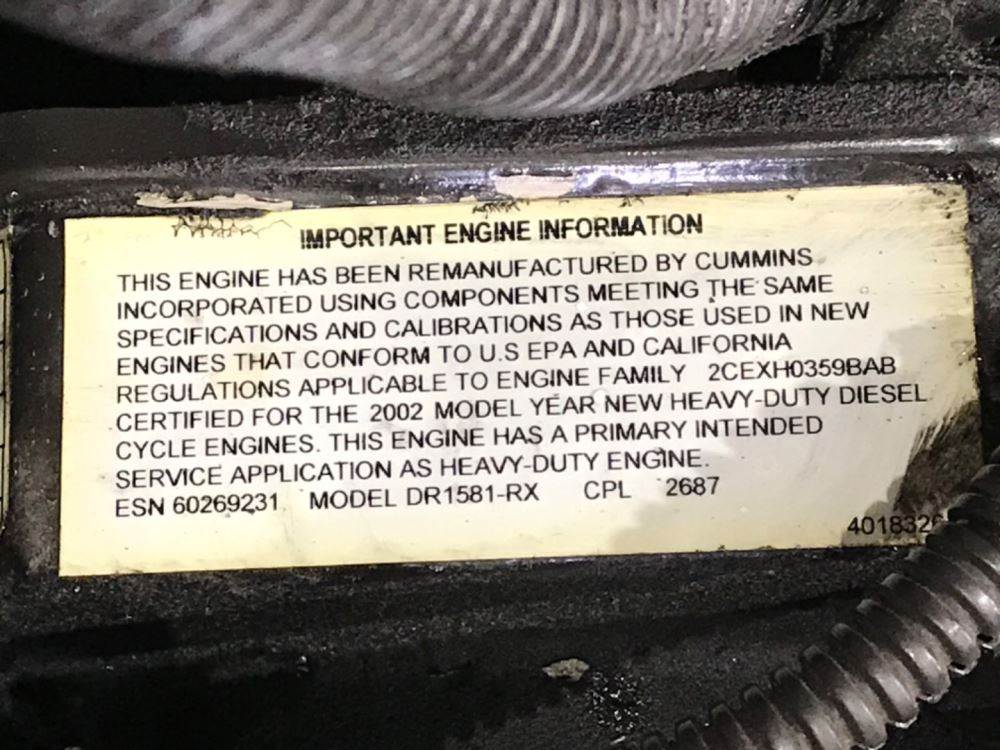 IMPORTANT ENGINE INFORMATION
THIS ENGINE HAS BEEN REMANUFACTURED BY CUMMINS
INCORPORATED USING COMPONENTS MEETING THE SAME
SPECIFICATIONS AND CALIBRATIONS AS THOSE USED IN NEW
ENGINES THAT CONFORM TO U.S EPA AND CALIFORNIA
REGULATIONS APPLICABLE TO ENGINE FAMILY 2CEXH0359BAB
CERTIFIED FOR THE 2002 MODEL YEAR NEW HEAVY-DUTY DIESEL
CYCLE ENGINES. THIS ENGINE HAS A PRIMARY INTENDED
SERVICE APPLICATION AS HEAVY-DUTY ENGINE.
ESN 60269231 MODEL DR1581-RX CPL 2687